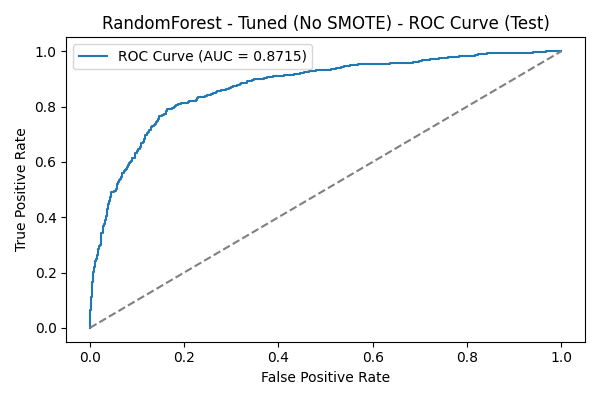 RandomForest - Tuned (No SMOTE) - ROC Curve (Test)
ROC Curve (AUC = 0.8715)
True Positive Rate
1.0
0.8
0.6
0.4
0.2
0.0
0.0 0.2 0.4 0.6 0.8 1.0
False Positive Rate